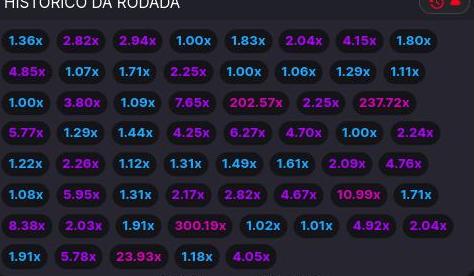 HISTÓRICO DA RODADA
1.36x 2.82x 2.94x 1.00x 1.83x 2.04x 4.15x 1.80x
4.85x 1.07x 1.71x 2.25x 1.00x 1.06x 1.29x 1.11x
1.00x 3.80x 1.09x 7.65x 202.57x 2.25x 237.72x
5.77x 1.29x 1.44x 4.25x 6.27x 4.70x 1.00x 2.24x
1.22x 2.26x 1.12x 1.31x 1.49x 1.61x 2.09x 4.76x
1.08x 5.95x 1.31x 2.17x 2.82x 4.67x 10.99x 1.71x
8.38x 2.03x 1.91x 300.19x 1.02x 1.01x 4.92x 2.04x
1.91x 5.78x 23.93x 1.18x 4.05x